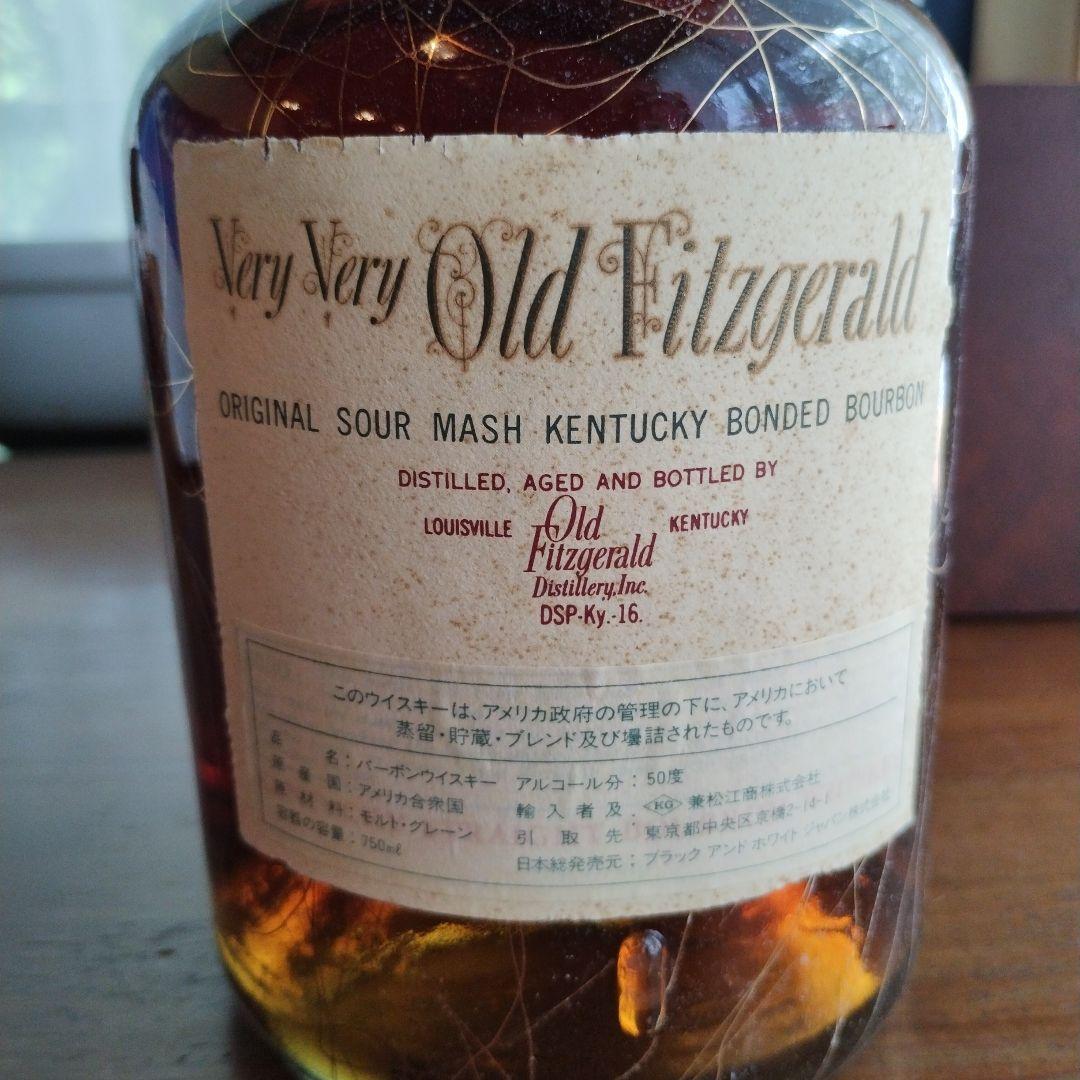 Very Very Old Fitzgerald
ORIGINAL SOUR MASH KENTUCKY BONDED BOURBON
DISTILLED, AGED AND BOTTLED BY
LOUISVILLE Old Fitzgerald KENTUCKY
Distillery, Inc.
DSP-Ky.-16.
このウイスキーは、アメリカ政府の管理の下に、アメリカにおいて
蒸留・貯蔵・ブレンド及び壜詰されたものです。
品名：バーボンウイスキー アルコール分：50度
原産国：アメリカ合衆国 輸入者及 KG 兼松江商株式会社
原材料：モルト・グレーン 引取先：東京都中央区京橋2-14-1
容器の容量：750mℓ 日本総発売元：ブラック アンド ホワイト ジャパン株式会社